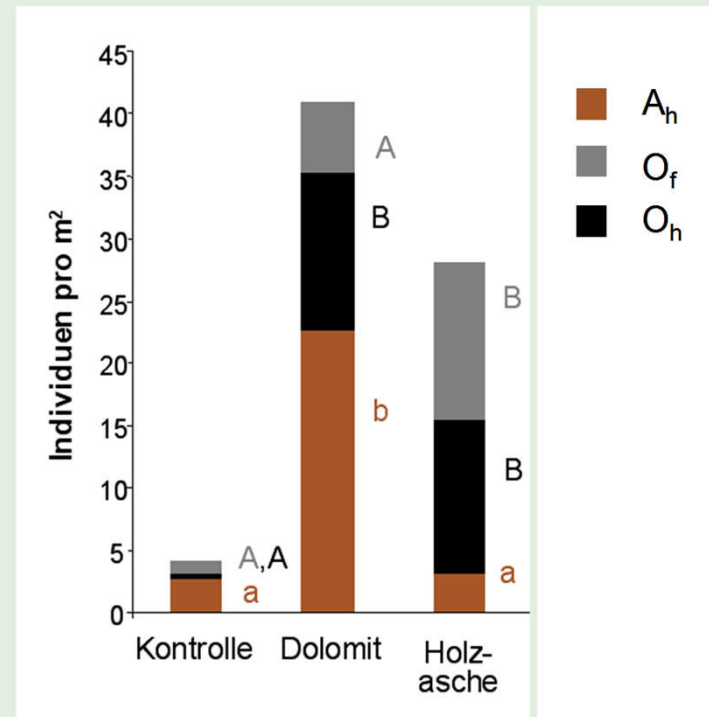 Individuen pro m²
45
40
35
30
25
20
15
10
5
0
A,A
a
A
B
b
B
B
a
Kontrolle
Dolomit
Holz-
asche
Aₕ
O_f
Oₕ